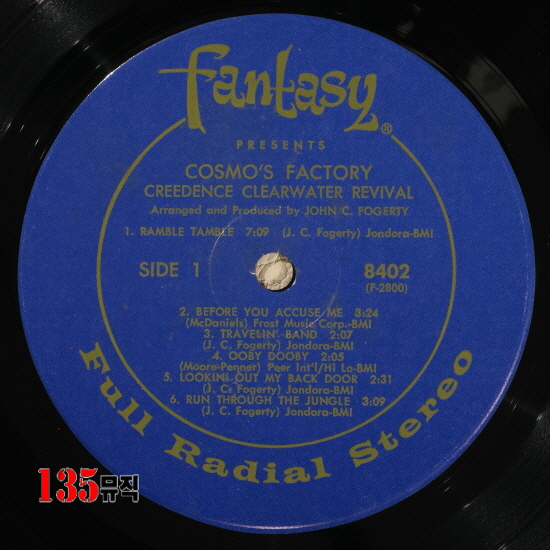 fantasy®
PRESENTS
COSMO'S FACTORY
CREEDENCE CLEARWATER REVIVAL
Arranged and Produced by JOHN C. FOGERTY
1. RAMBLE TAMBLE 7:09 (J. C. Fogerty) Jondora-BMI
SIDE 1 8402
(F-2800)
2. BEFORE YOU ACCUSE ME 3:24
(McDaniels) Frost Music Corp.-BMI
3. TRAVELIN' BAND 2:07
(J. C. Fogerty) Jondora-BMI
4. OOBY DOOBY 2:05
(Moore-Penner) Peer Int'l/Hi Lo-BMI
5. LOOKIN' OUT MY BACK DOOR 2:31
(J. C. Fogerty) Jondora-BMI
6. RUN THROUGH THE JUNGLE 3:09
(J. C. Fogerty) Jondora-BMI
Full Radial Stereo
135뮤직